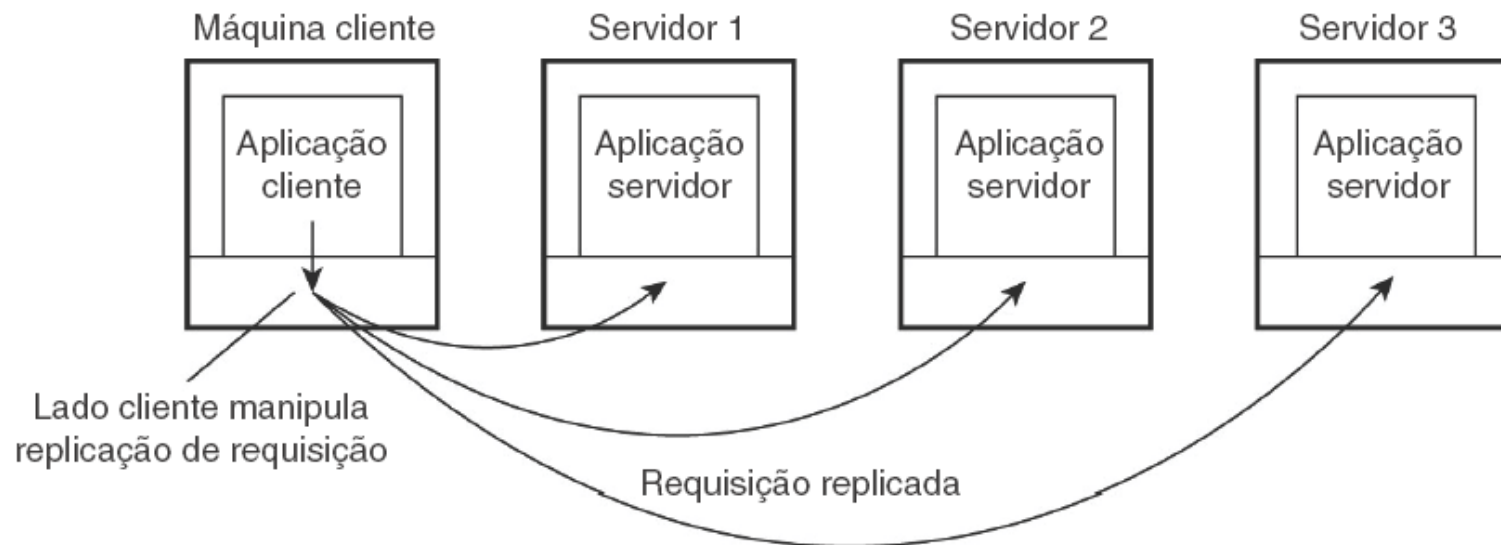 Máquina cliente
Servidor 1
Servidor 2
Servidor 3
Aplicação
cliente
Aplicação
servidor
Aplicação
servidor
Aplicação
servidor
Lado cliente manipula
replicação de requisição
Requisição replicada